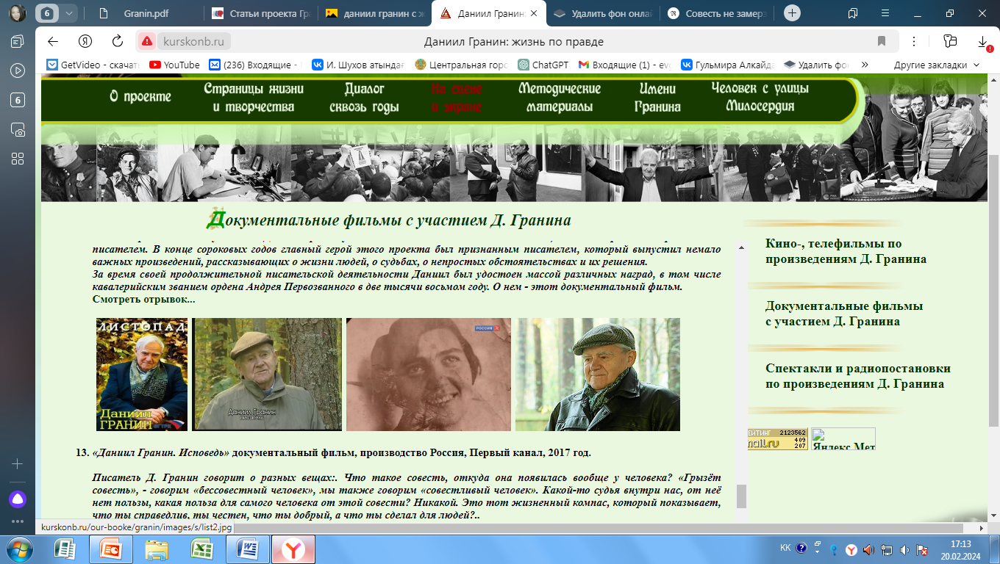 6
Granin.pdf
Статьи проекта Гра
даниил гранин с ж
Даниил Гранин:
Удалить фон онлай
Совесть не замерз
kurskonb.ru
Даниил Гранин: жизнь по правде
GetVideo - скачать
YouTube
(236) Входящие -
И. Шухов атындағ
Центральная горо
ChatGPT
Входящие (1) - evg
Гульмира Алкайда
Удалить фон
»
Другие закладки
6
О проекте
Страницы жизни
и творчества
Диалог
сквозь годы
На сцене
и экране
Методические
материалы
Имени
Гранина
Человек с улицы
Милосердия
Документальные фильмы с участием Д. Гранина
писателем. В конце сороковых годов главный герой этого проекта был признанным писателем, который выпустил немало
важных произведений, рассказывающих о жизни людей, о судьбах, о непростых обстоятельствах и их решения.
За время своей продолжительной писательской деятельности Даниил был удостоен массой различных наград, в том числе
кавалерийским званием ордена Андрея Первозванного в две тысячи восьмом году. О нем - этот документальный фильм.
Смотреть отрывок...
ЛИСТОПАД
Даниил
ГРАНИН
Даниил Гранин
писатель
РОССИЯ К
13. «Даниил Гранин. Исповедь» документальный фильм, производство Россия, Первый канал, 2017 год.
Писатель Д. Гранин говорит о разных вещах:. Что такое совесть, откуда она появилась вообще у человека? «Грызёт
совесть», - говорим «бессовестный человек», мы также говорим «совестливый человек». Какой-то судья внутри нас, от неё
нет пользы, какая польза для самого человека от этой совести? Никакой. Это тот жизненный компас, который показывает,
что ты справедлив, ты честен, что ты добрый, а что ты сделал для людей?..
Кино-, телефильмы по
произведениям Д. Гранина
Документальные фильмы
с участием Д. Гранина
Спектакли и радиопостановки
по произведениям Д. Гранина
ЕЙТИНГ 2123562
mail.ru 409
207
Яндекс.Мет
kurskonb.ru/our-booke/granin/images/s/list2.jpg
KK
17:13
20.02.2024